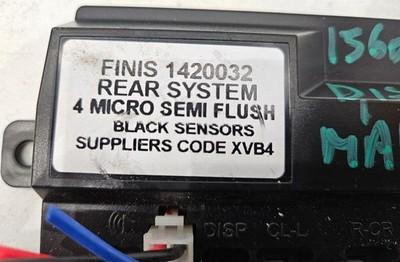 FINIS 1420032
REAR SYSTEM
4 MICRO SEMI FLUSH
BLACK SENSORS
SUPPLIERS CODE XVB4
DISP CL-L R-CR